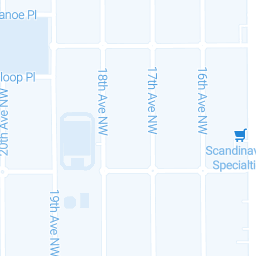 anoe Pl
loop Pl
18th Ave NW
17th Ave NW
16th Ave NW
20th Ave NW
Scandinav
Specialti
19th Ave NW